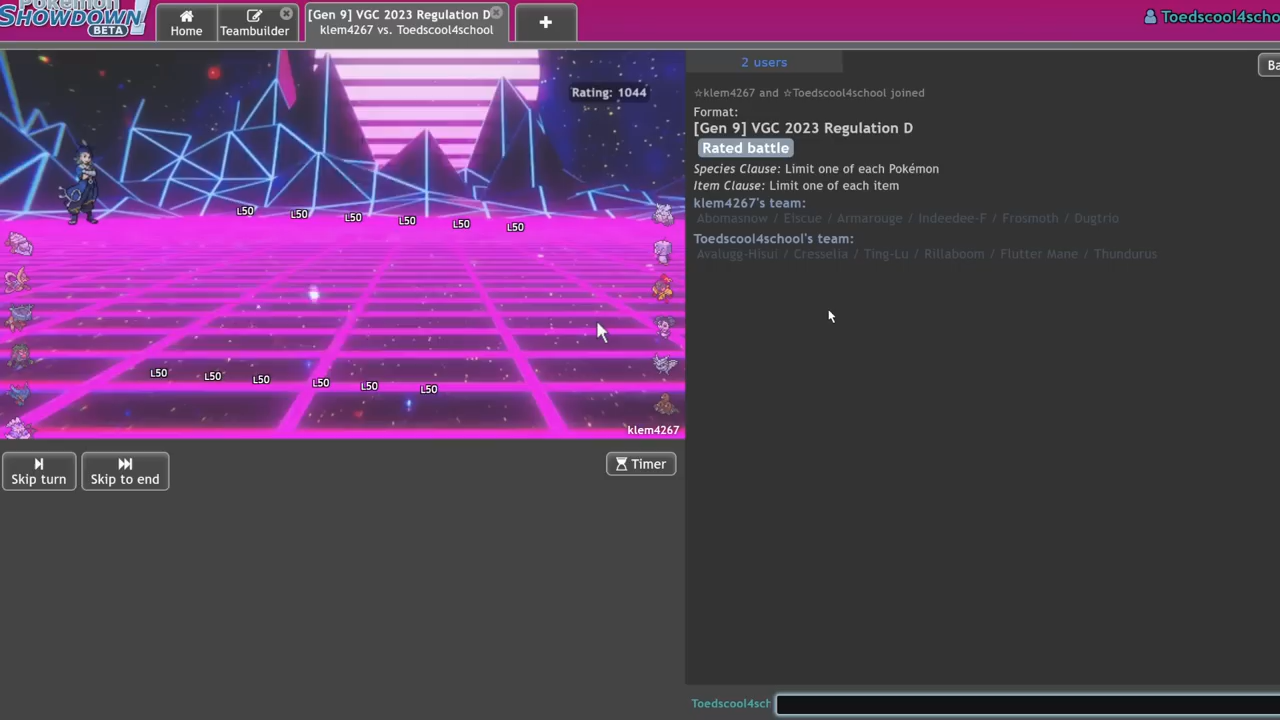 Pokémon
SHOWDOWN!
BETA
Home
Teambuilder
[Gen 9] VGC 2023 Regulation D
klem4267 vs. Toedscool4school
+
Toedscool4scho
Rating: 1044
L50
L50
L50
L50
L50
L50
L50
L50
L50
L50
L50
L50
klem4267
Skip turn
Skip to end
Timer
2 users
Ba
☆klem4267 and ☆Toedscool4school joined
Format:
[Gen 9] VGC 2023 Regulation D
Rated battle
Species Clause: Limit one of each Pokémon
Item Clause: Limit one of each item
klem4267's team:
Abomasnow / Eiscue / Armarouge / Indeedee-F / Frosmoth / Dugtrio
Toedscool4school's team:
Avalugg-Hisui / Cresselia / Ting-Lu / Rillaboom / Flutter Mane / Thundurus
Toedscool4sch